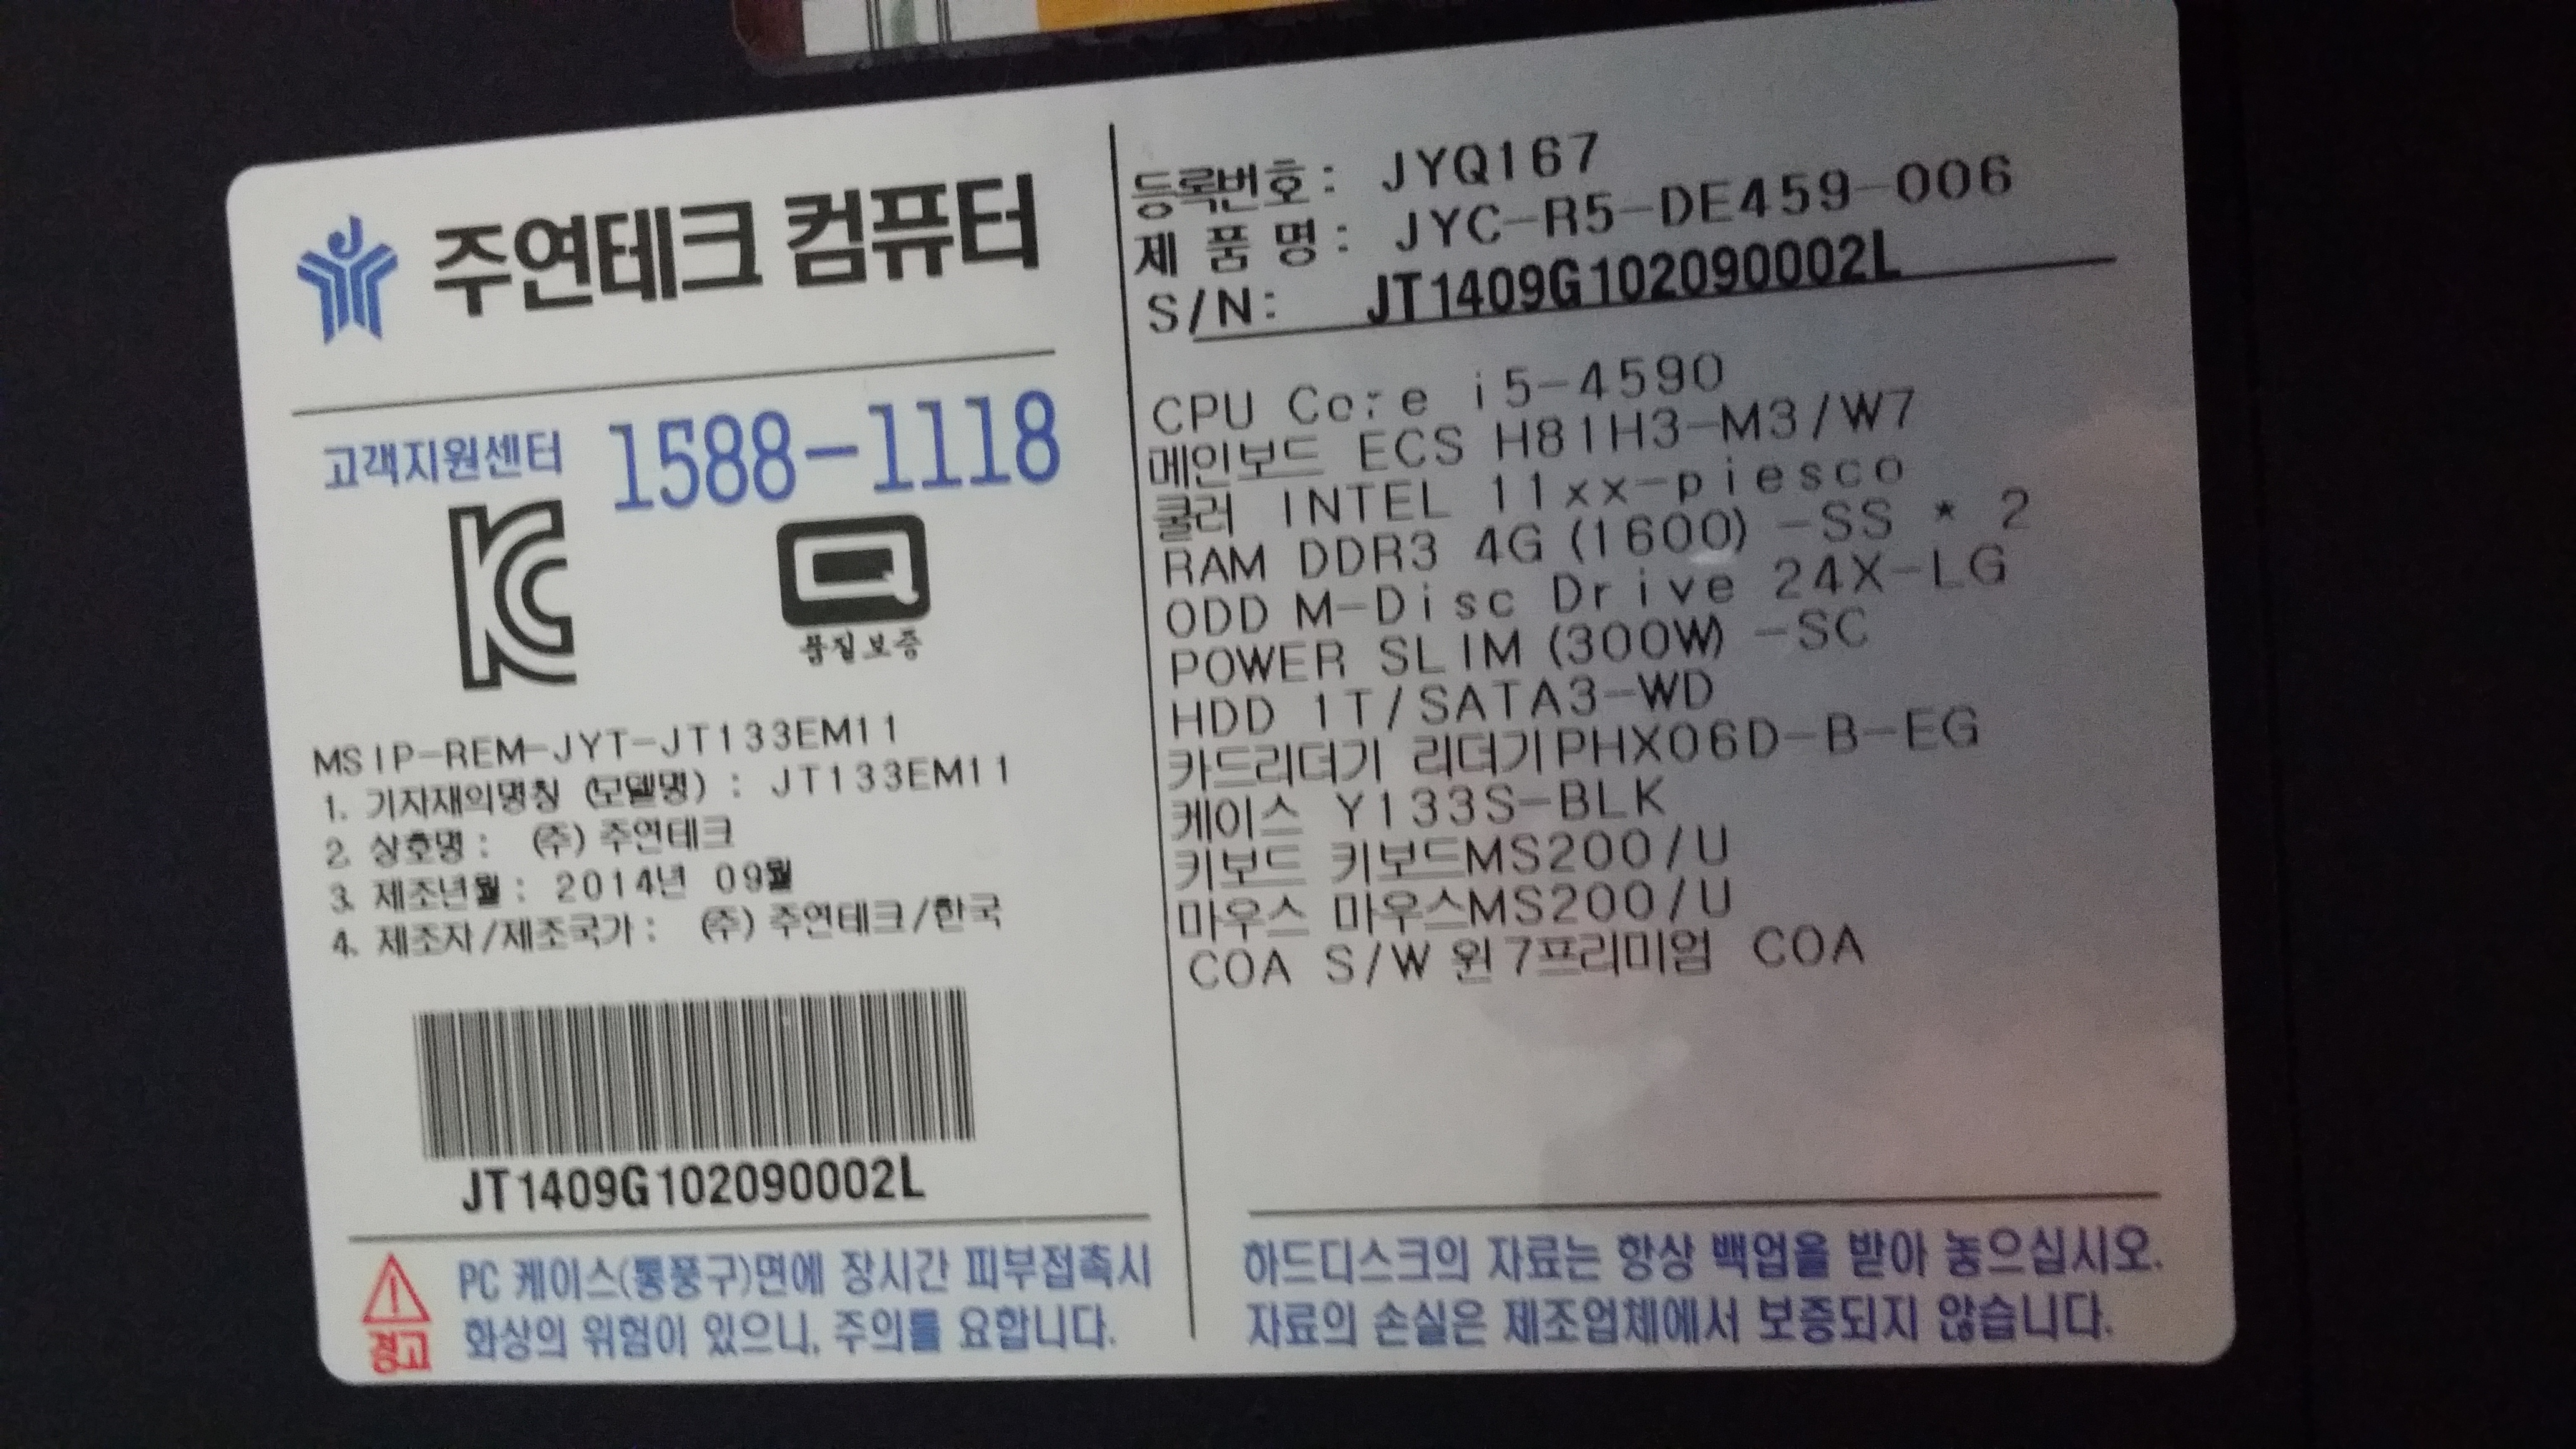 주연테크 컴퓨터
고객지원센터 1588-1118
품질보증
MSIP-REM-JYT-JT133EM11
1. 기자재의명칭 (모델명) : JT133EM11
2. 상호명 : (주) 주연테크
3. 제조년월 : 2014년 09월
4. 제조자/제조국가 : (주) 주연테크/한국
JT1409G102090002L
경고
PC 케이스(통풍구)면에 장시간 피부접촉시
화상의 위험이 있으니, 주의를 요합니다.
등록번호 : JYQ167
제 품 명 : JYC-R5-DE459-006
S/N: JT1409G102090002L
CPU Core i5-4590
메인보드 ECS H81H3-M3/W7
쿨러 INTEL 11xx-piesco
RAM DDR3 4G (1600) -SS * 2
ODD M-Disc Drive 24X-LG
POWER SLIM (300W) -SC
HDD 1T/SATA3-WD
카드리더기 리더기PHX06D-B-EG
케이스 Y133S-BLK
키보드 키보드MS200/U
마우스 마우스MS200/U
COA S/W 윈7프리미엄 COA
하드디스크의 자료는 항상 백업을 받아 놓으십시오.
자료의 손실은 제조업체에서 보증되지 않습니다.